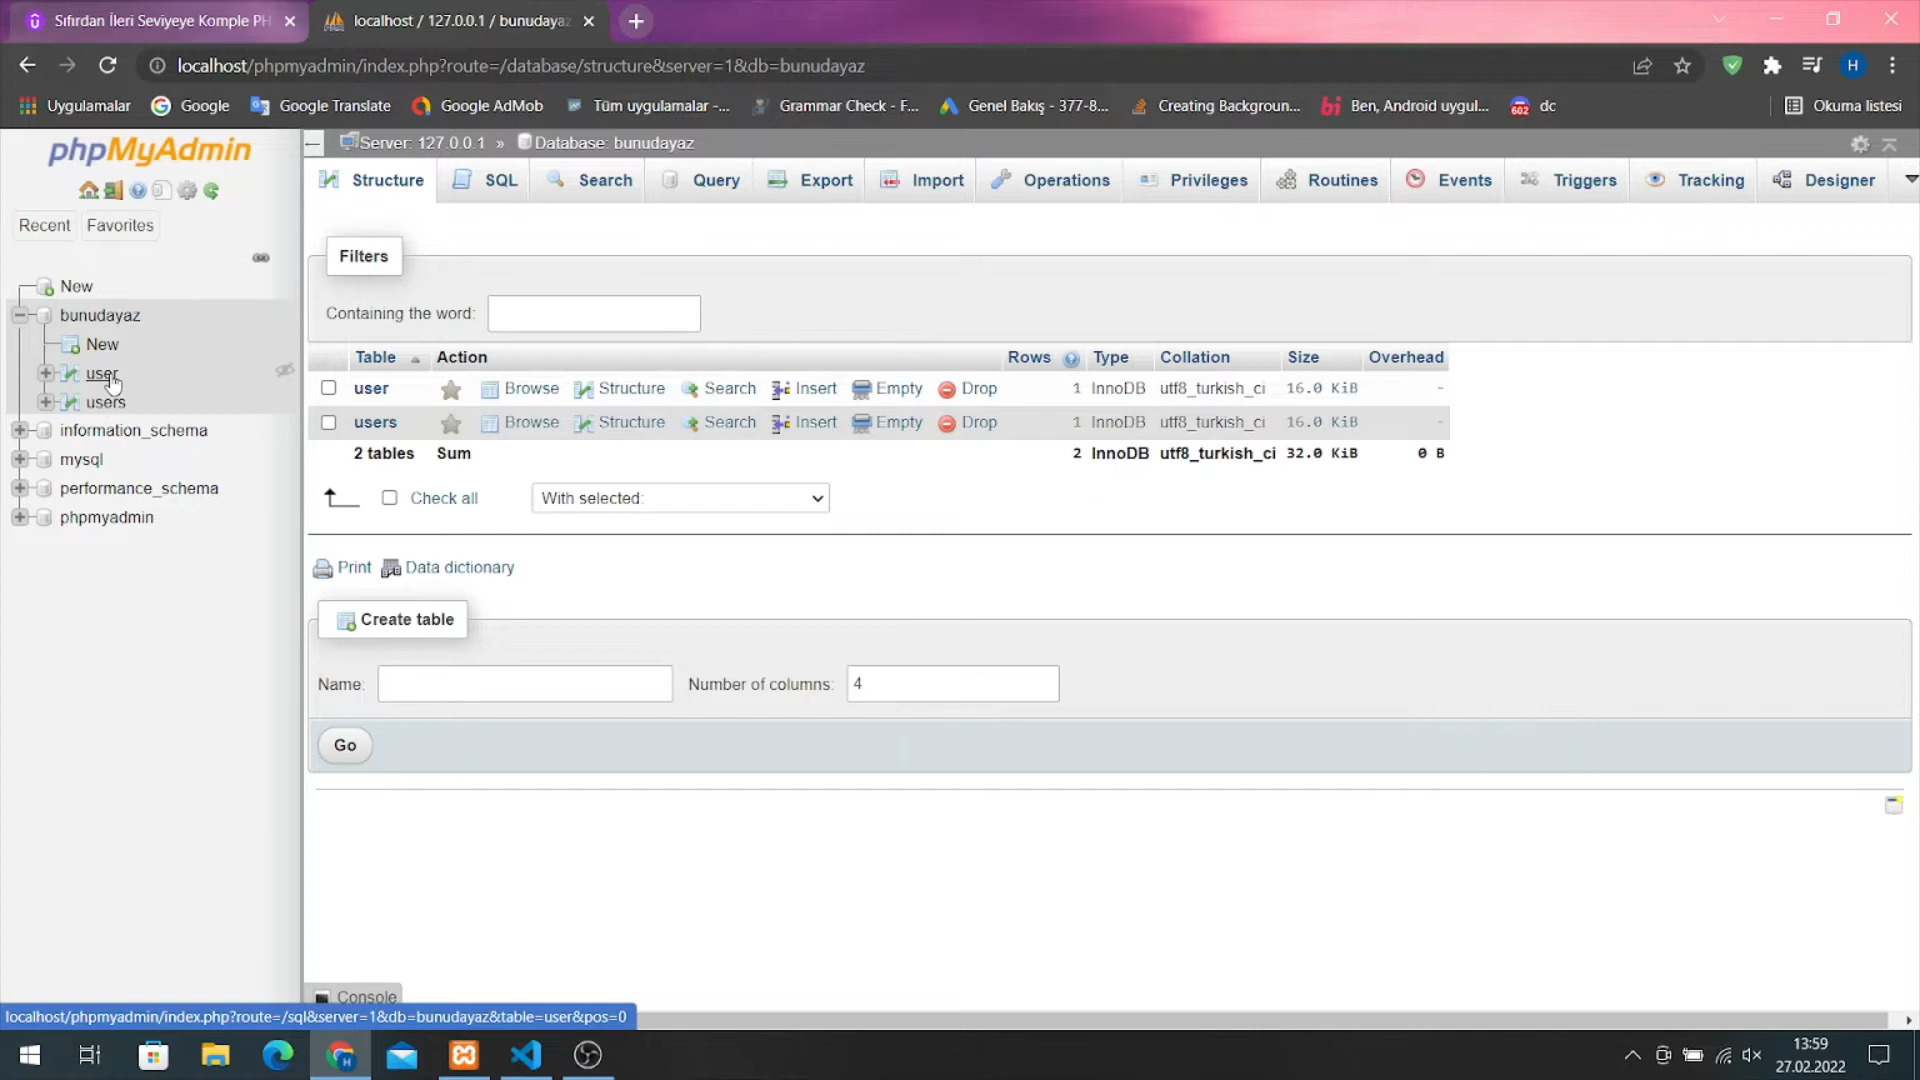 Sıfırdan İleri Seviyeye Komple PH
localhost / 127.0.0.1 / bunudayaz
localhost/phpmyadmin/index.php?route=/database/structure&server=1&db=bunudayaz
H
Uygulamalar Google Google Translate Google AdMob Tüm uygulamalar -... Grammar Check - F... Genel Bakış - 377-8... Creating Backgroun... Ben, Android uygul... dc Okuma listesi
phpMyAdmin
Recent Favorites
New
bunudayaz
New
user
users
information_schema
mysql
performance_schema
phpmyadmin
Server: 127.0.0.1 » Database: bunudayaz
Structure SQL Search Query Export Import Operations Privileges Routines Events Triggers Tracking Designer
Filters
Containing the word:
Table Action Rows Type Collation Size Overhead
user Browse Structure Search Insert Empty Drop 1 InnoDB utf8_turkish_ci 16.0 KiB -
users Browse Structure Search Insert Empty Drop 1 InnoDB utf8_turkish_ci 16.0 KiB -
2 tables Sum 2 InnoDB utf8_turkish_ci 32.0 KiB 0 B
Check all With selected:
Print Data dictionary
Create table
Name: Number of columns: 4
Go
Console
localhost/phpmyadmin/index.php?route=/sql&server=1&db=bunudayaz&table=user&pos=0
13:59
27.02.2022